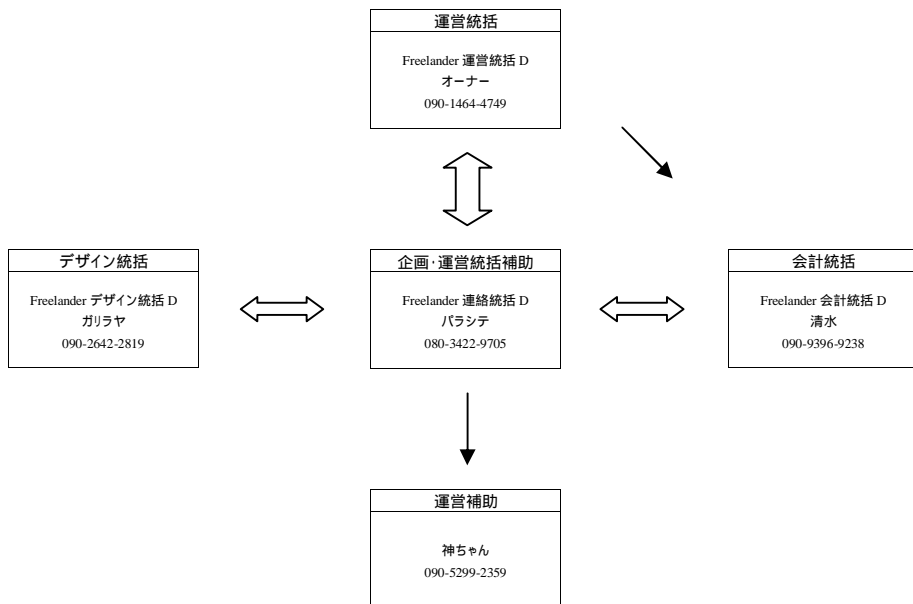 運営統括
Freelander 運営統括 D
オーナー
090-1464-4749
デザイン統括
Freelander デザイン統括 D
ガリラヤ
090-2642-2819
企画・運営統括補助
Freelander 連絡統括 D
パラシテ
080-3422-9705
会計統括
Freelander 会計統括 D
清水
090-9396-9238
運営補助
神ちゃん
090-5299-2359